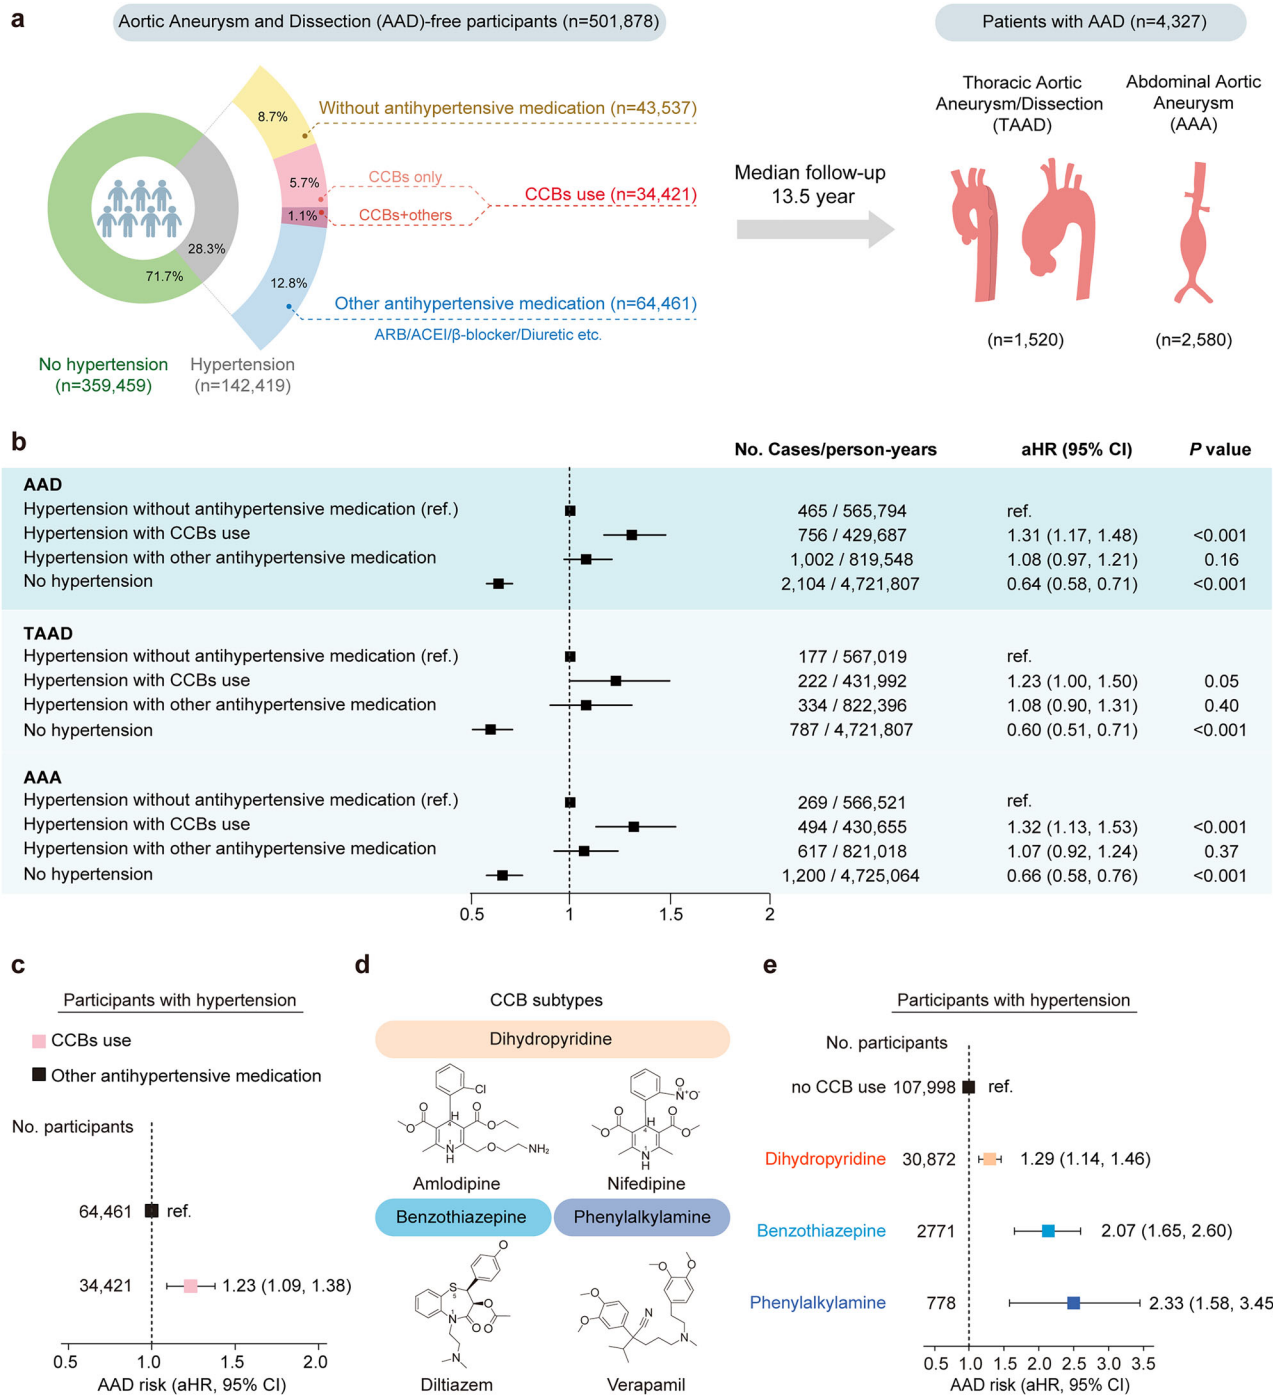 a
Aortic Aneurysm and Dissection (AAD)-free participants (n=501,878)
Patients with AAD (n=4,327)
8.7%
5.7%
1.1%
12.8%
28.3%
71.7%
Without antihypertensive medication (n=43,537)
CCBs only
CCBs use (n=34,421)
CCBs+others
Other antihypertensive medication (n=64,461)
ARB/ACEI/β-blocker/Diuretic etc.
No hypertension
(n=359,459)
Hypertension
(n=142,419)
Median follow-up
13.5 year
Thoracic Aortic
Aneurysm/Dissection
(TAAD)
(n=1,520)
Abdominal Aortic
Aneurysm
(AAA)
(n=2,580)
b
No. Cases/person-years aHR (95% CI) P value
AAD
Hypertension without antihypertensive medication (ref.) 465 / 565,794 ref.
Hypertension with CCBs use 756 / 429,687 1.31 (1.17, 1.48) <0.001
Hypertension with other antihypertensive medication 1,002 / 819,548 1.08 (0.97, 1.21) 0.16
No hypertension 2,104 / 4,721,807 0.64 (0.58, 0.71) <0.001
TAAD
Hypertension without antihypertensive medication (ref.) 177 / 567,019 ref.
Hypertension with CCBs use 222 / 431,992 1.23 (1.00, 1.50) 0.05
Hypertension with other antihypertensive medication 334 / 822,396 1.08 (0.90, 1.31) 0.40
No hypertension 787 / 4,721,807 0.60 (0.51, 0.71) <0.001
AAA
Hypertension without antihypertensive medication (ref.) 269 / 566,521 ref.
Hypertension with CCBs use 494 / 430,655 1.32 (1.13, 1.53) <0.001
Hypertension with other antihypertensive medication 617 / 821,018 1.07 (0.92, 1.24) 0.37
No hypertension 1,200 / 4,725,064 0.66 (0.58, 0.76) <0.001
0.5 1 1.5 2
c
Participants with hypertension
CCBs use
Other antihypertensive medication
No. participants
64,461 ref.
34,421 1.23 (1.09, 1.38)
0.5 1.0 1.5 2.0
AAD risk (aHR, 95% CI)
d
CCB subtypes
Dihydropyridine
Cl
O
O
O
O
H
4
1
N
H
O
NH₂
Amlodipine
O
N⁺
O⁻
O
O
O
O
H
4
1
N
H
Nifedipine
Benzothiazepine
Phenylalkylamine
O
S
5
1
N
O
O
O
N
Diltiazem
O
O
O
O
N
N
Verapamil
e
Participants with hypertension
No. participants
no CCB use 107,998 ref.
Dihydropyridine 30,872 1.29 (1.14, 1.46)
Benzothiazepine 2771 2.07 (1.65, 2.60)
Phenylalkylamine 778 2.33 (1.58, 3.45
0.5 1.0 1.5 2.0 2.5 3.0 3.5
AAD risk (aHR, 95% CI)